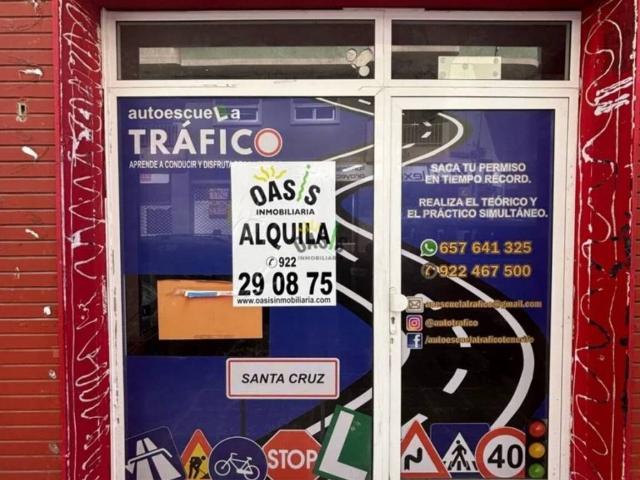 autoescueLa
TRÁFICO
APRENDE A CONDUCIR Y DISFRUTA
OASiS
INMOBILIARIA
ALQUILA
922
29 08 75
www.oasisinmobiliaria.com
OASiS
INMOBILIARIA
SANTA CRUZ
STOP
L
SACA TU PERMISO
EN TIEMPO RÉCORD.
REALIZA EL TEÓRICO Y
EL PRÁCTICO SIMULTÁNEO.
657 641 325
922 467 500
@autotrafico
40